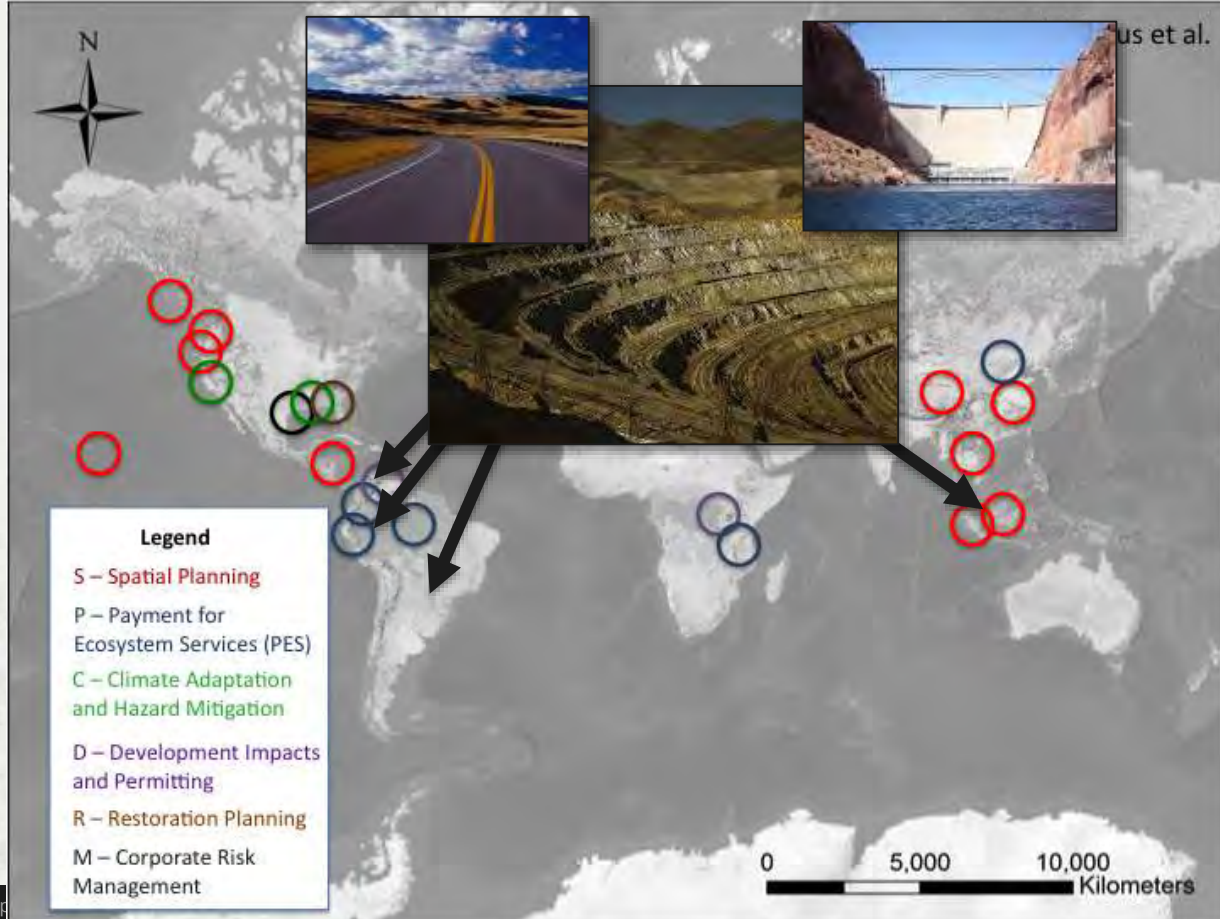 N
us et al.
Legend
S – Spatial Planning
P – Payment for
Ecosystem Services (PES)
C – Climate Adaptation
and Hazard Mitigation
D – Development Impacts
and Permitting
R – Restoration Planning
M – Corporate Risk
Management
0 5,000 10,000
Kilometers